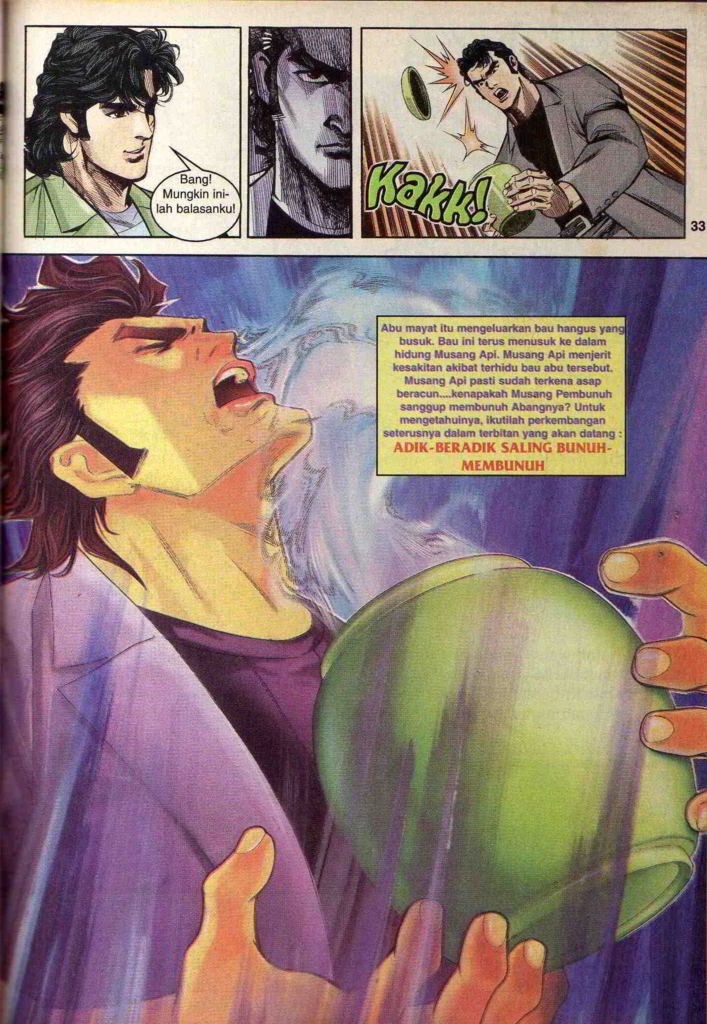 Bang!
Mungkin ini-
lah balasanku!
Kakk!
33
Abu mayat itu mengeluarkan bau hangus yang
busuk. Bau ini terus menusuk ke dalam
hidung Musang Api. Musang Api menjerit
kesakitan akibat terhidu bau abu tersebut.
Musang Api pasti sudah terkena asap
beracun....kenapakah Musang Pembunuh
sanggup membunuh Abangnya? Untuk
mengetahuinya, ikutilah perkembangan
seterusnya dalam terbitan yang akan datang :
ADIK-BERADIK SALING BUNUH-
MEMBUNUH